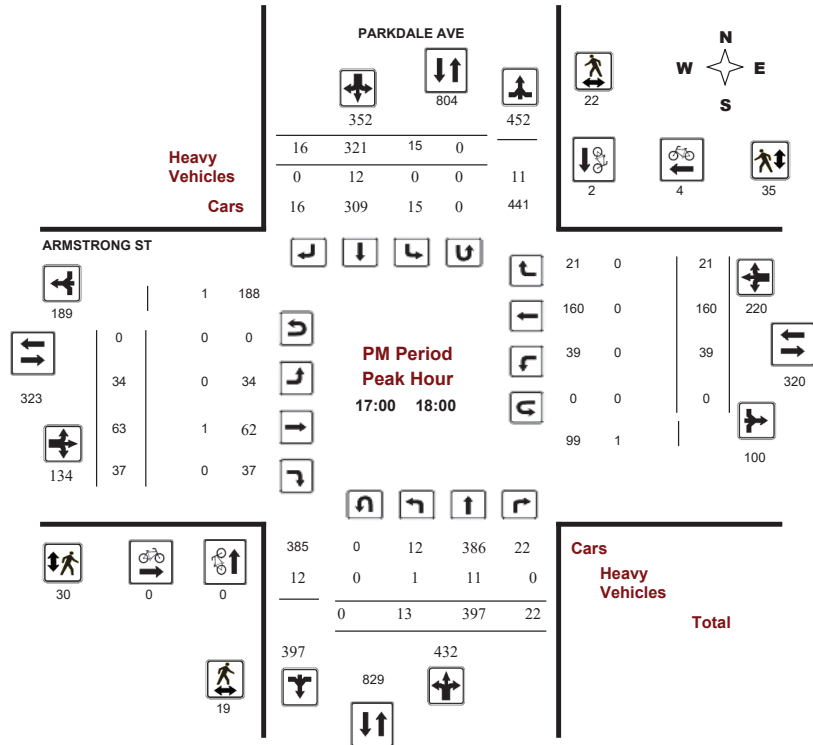 PARKDALE AVE
N
W E
S
352
804
452
22
Heavy
Vehicles
Cars
16 321 15 0
0 12 0 0 11
16 309 15 0 441
2 4 35
ARMSTRONG ST
189
1 188
0 0 0
323
34 0 34
63 1 62
134
37 0 37
PM Period
Peak Hour
17:00 18:00
21 0 21
220
160 0 160
39 0 39
320
0 0 0
99 1
100
385 0 12 386 22
12 0 1 11 0
0 13 397 22
Cars
Heavy
Vehicles
Total
30 0 0
397
432
829
19